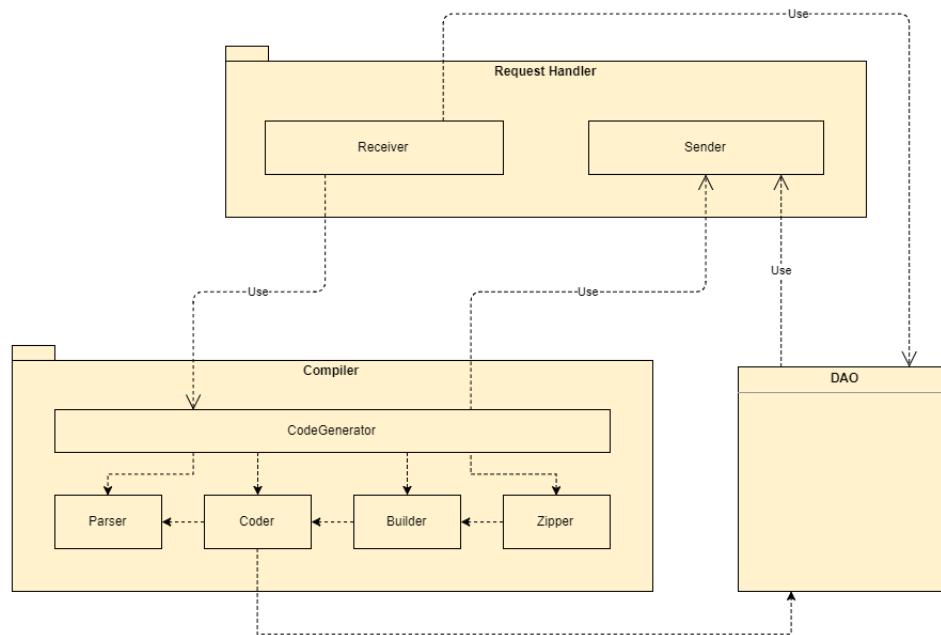 Use
Request Handler
Receiver
Sender
Use
Use
Use
Compiler
DAO
CodeGenerator
Parser
Coder
Builder
Zipper